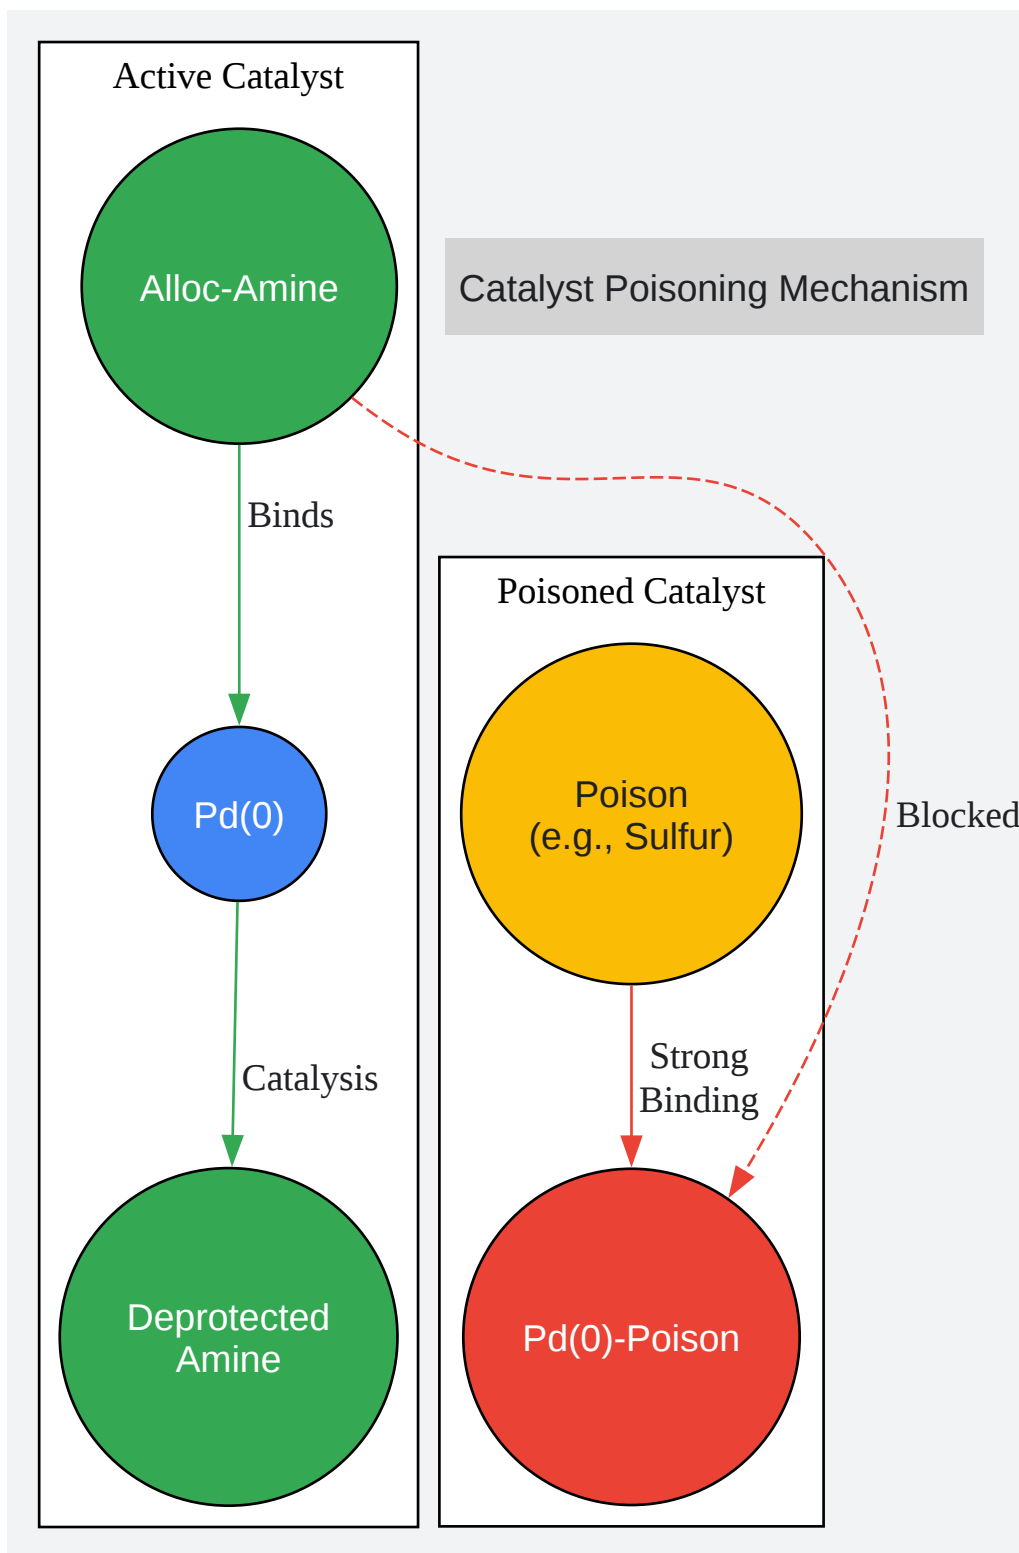 Active Catalyst
Alloc-Amine
Catalyst Poisoning Mechanism
Binds
Poisoned Catalyst
Pd(0)
Poison
(e.g., Sulfur)
Blocked
Catalysis
Strong
Binding
Deprotected
Amine
Pd(0)-Poison